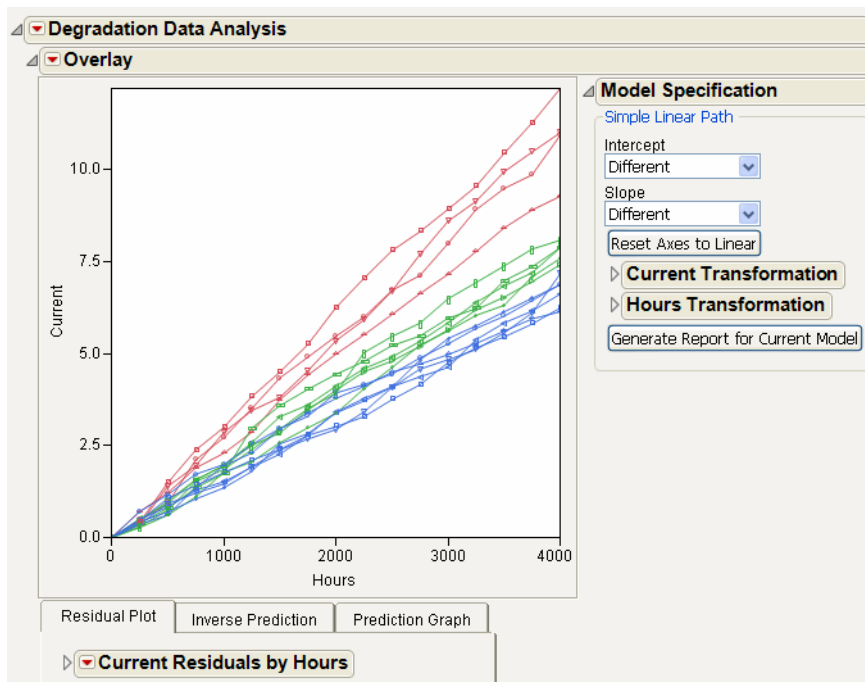 Degradation Data Analysis
Overlay
Model Specification
Simple Linear Path
Intercept
Different
Slope
Different
Reset Axes to Linear
Current Transformation
Hours Transformation
Generate Report for Current Model
Current
10.0
7.5
5.0
2.5
0.0
0 1000 2000 3000 4000
Hours
Residual Plot Inverse Prediction Prediction Graph
Current Residuals by Hours